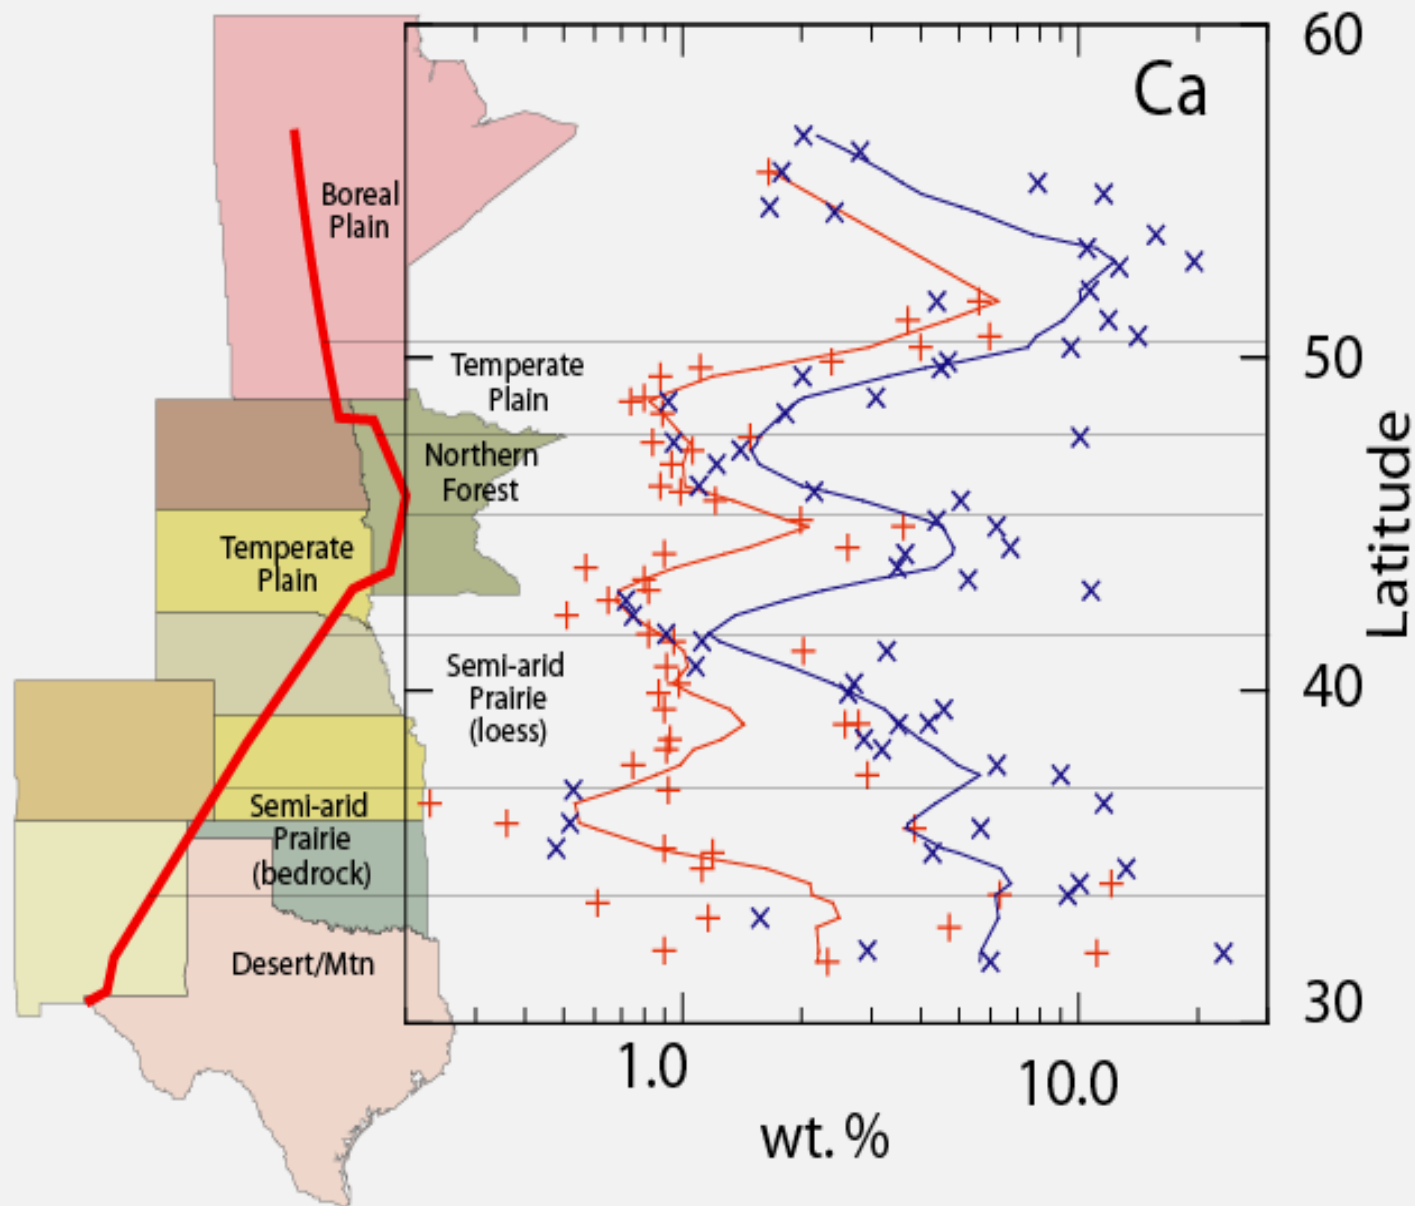 Ca
60
50
40
30
Latitude
1.0
10.0
wt. %
Boreal
Plain
Temperate
Plain
Northern
Forest
Temperate
Plain
Semi-arid
Prairie
(loess)
Semi-arid
Prairie
(bedrock)
Desert/Mtn